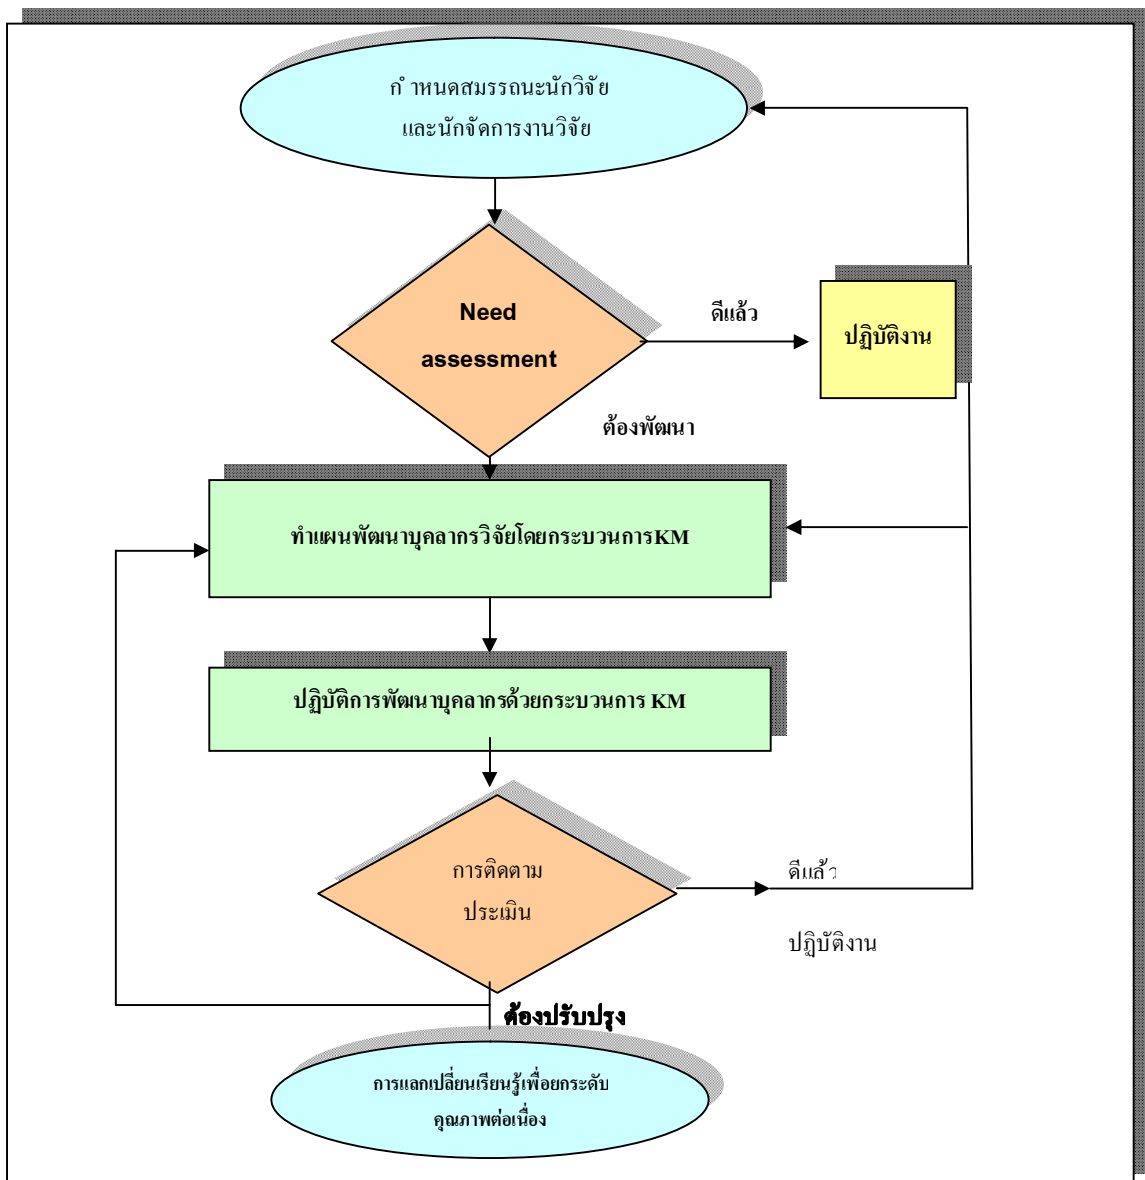 กำหนดสมรรถนะนักวิจัย
และนักจัดการงานวิจัย
Need
assessment
ดีแล้ว
ปฏิบัติงาน
ต้องพัฒนา
ทำแผนพัฒนาบุคลากรวิจัยโดยกระบวนการKM
ปฏิบัติการพัฒนาบุคลากรด้วยกระบวนการ KM
การติดตาม
ประเมิน
ดีแล้ว
ปฏิบัติงาน
ต้องปรับปรุง
การแลกเปลี่ยนเรียนรู้เพื่อยกระดับ
คุณภาพต่อเนื่อง